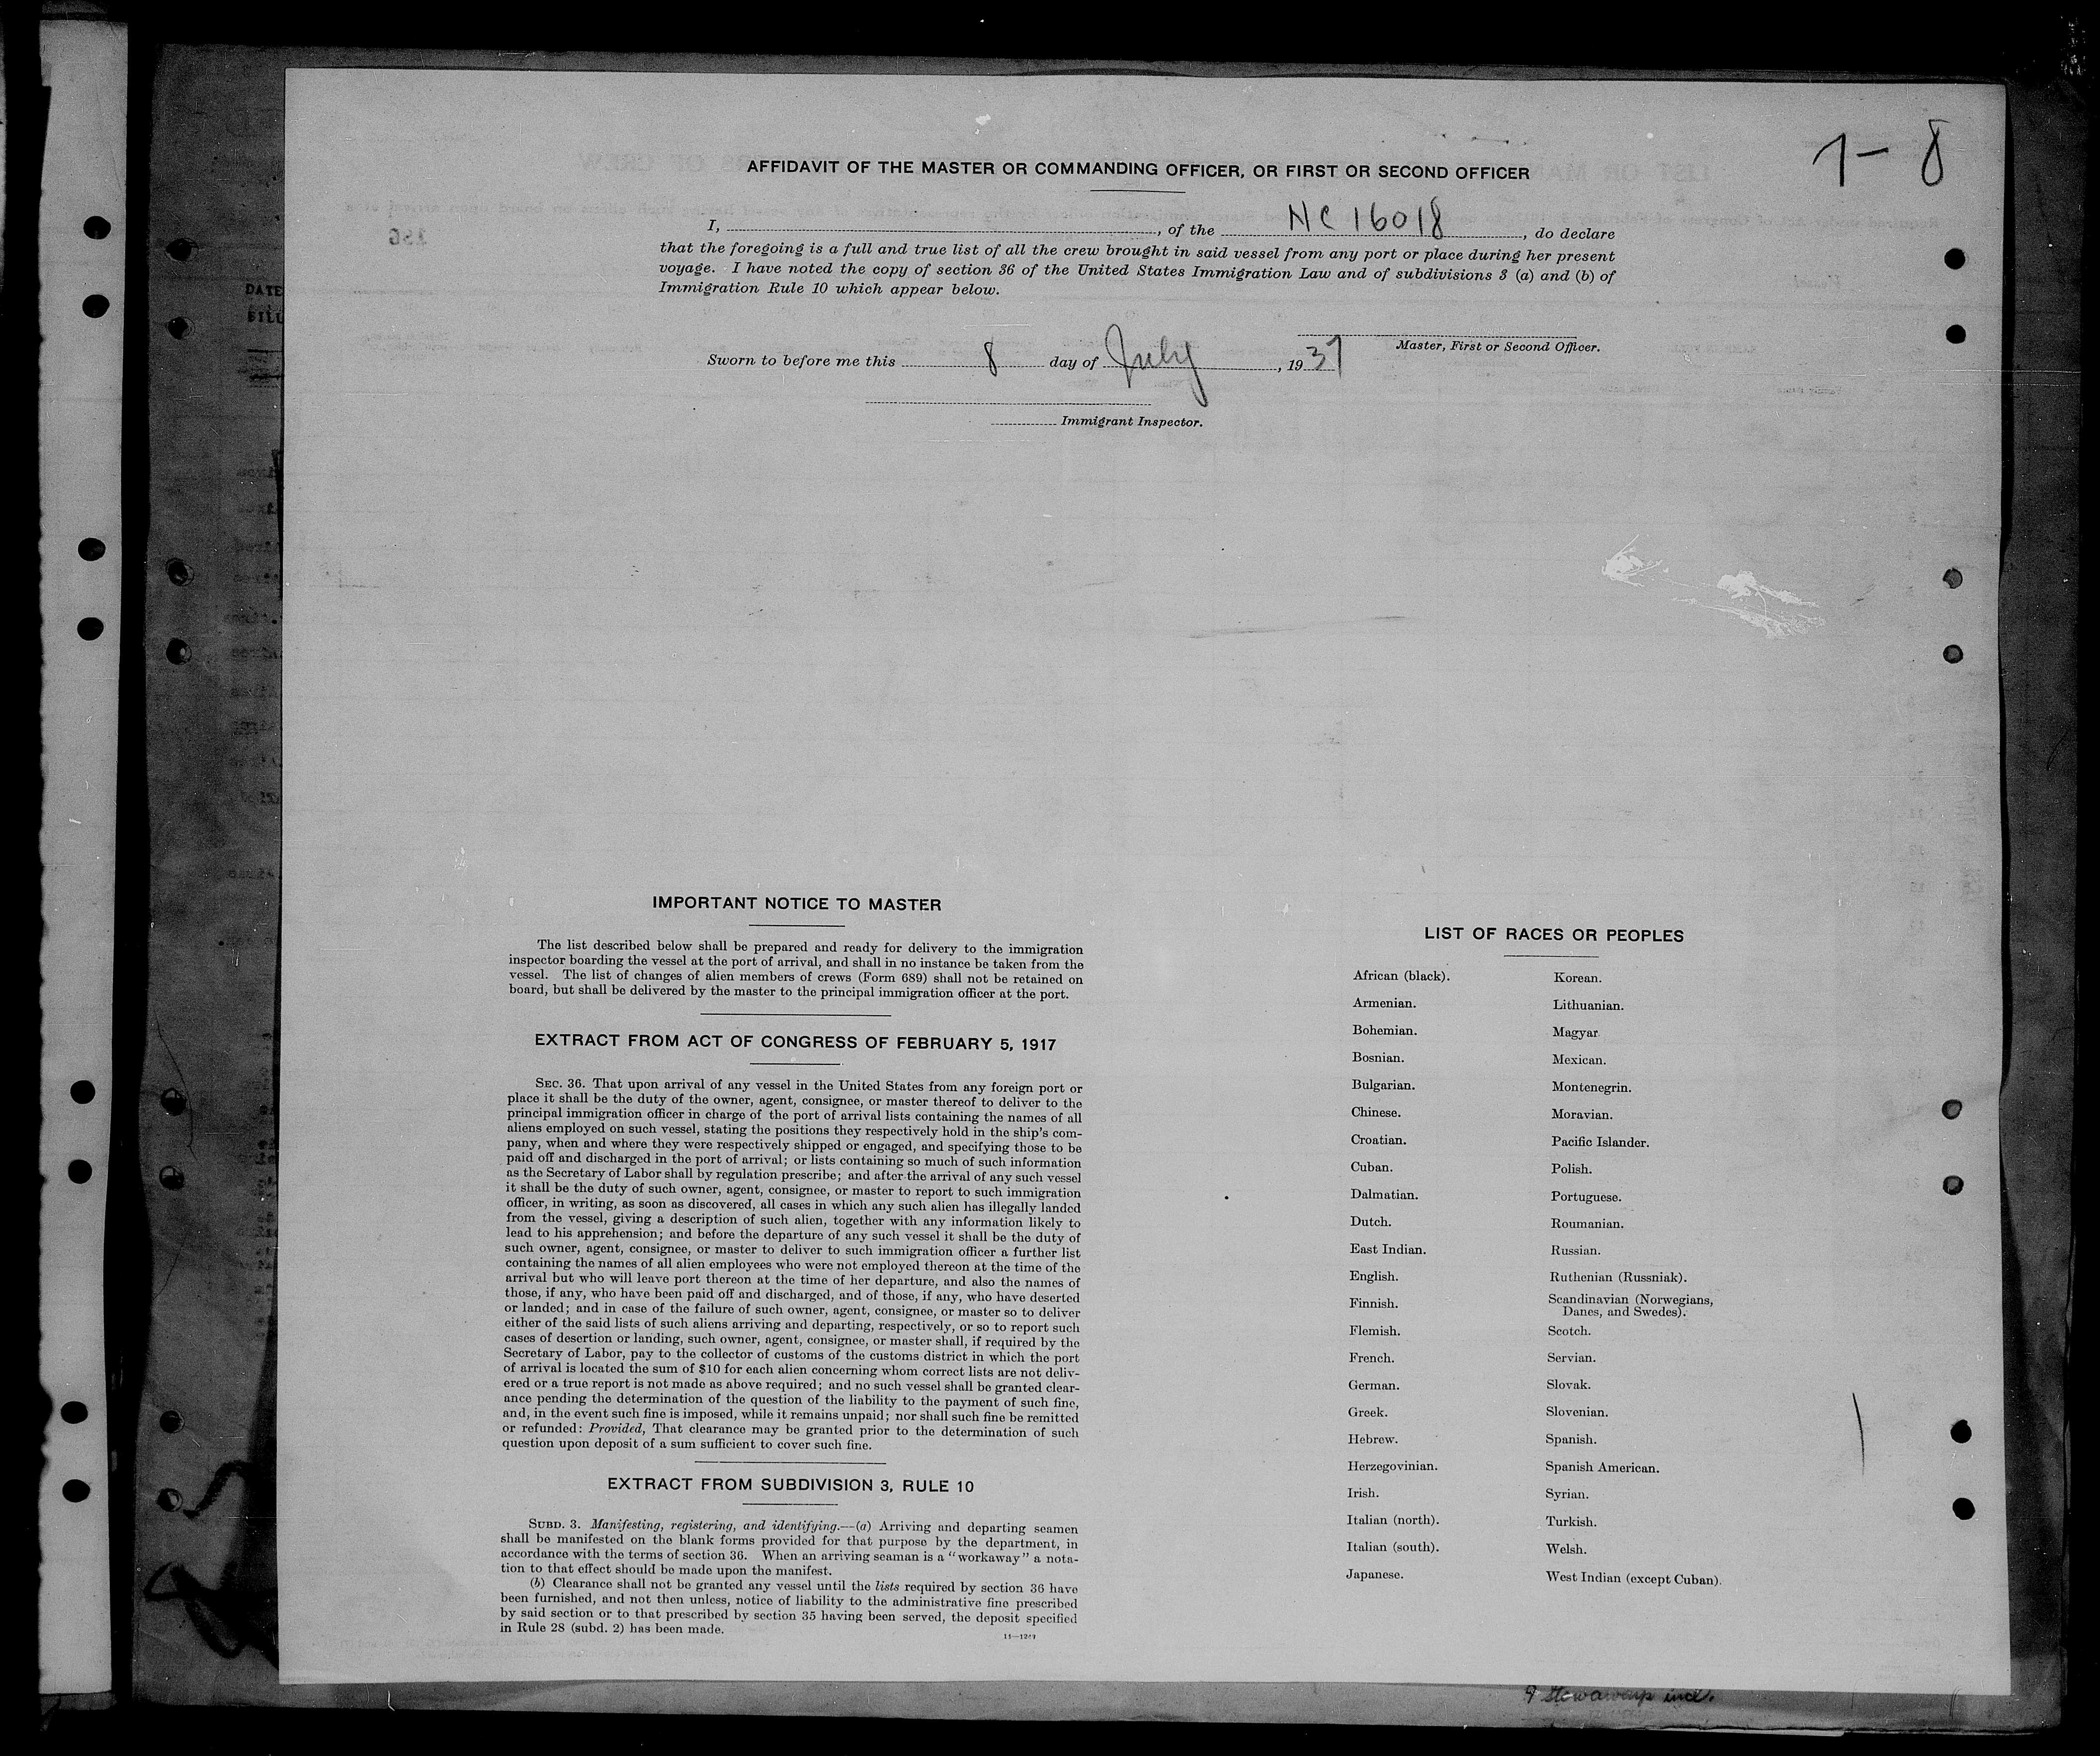 7- 8
AFFIDAVIT OF THE MASTER OR COMMANDING OFFICER, OR FIRST OR SECOND OFFICER
I, , of the NC 16018, do declare
that the foregoing is a full and true list of all the crew brought in said vessel from any port or place during her present
voyage. I have noted the copy of section 36 of the United States Immigration Law and of subdivisions 3 (a) and (b) of
Immigration Rule 10 which appear below.
Master, First or Second Officer.
Sworn to before me this 8 day of July, 1937
Immigrant Inspector.
IMPORTANT NOTICE TO MASTER
The list described below shall be prepared and ready for delivery to the immigration
inspector boarding the vessel at the port of arrival, and shall in no instance be taken from the
vessel. The list of changes of alien members of crews (Form 689) shall not be retained on
board, but shall be delivered by the master to the principal immigration officer at the port.
EXTRACT FROM ACT OF CONGRESS OF FEBRUARY 5, 1917
SEC. 36. That upon arrival of any vessel in the United States from any foreign port or
place it shall be the duty of the owner, agent, consignee, or master thereof to deliver to the
principal immigration officer in charge of the port of arrival lists containing the names of all
aliens employed on such vessel, stating the positions they respectively hold in the ship's com-
pany, when and where they were respectively shipped or engaged, and specifying those to be
paid off and discharged in the port of arrival; or lists containing so much of such information
as the Secretary of Labor shall by regulation prescribe; and after the arrival of any such vessel
it shall be the duty of such owner, agent, consignee, or master to report to such immigration
officer, in writing, as soon as discovered, all cases in which any such alien has illegally landed
from the vessel, giving a description of such alien, together with any information likely to
lead to his apprehension; and before the departure of any such vessel it shall be the duty of
such owner, agent, consignee, or master to deliver to such immigration officer a further list
containing the names of all alien employees who were not employed thereon at the time of the
arrival but who will leave port thereon at the time of her departure, and also the names of
those, if any, who have been paid off and discharged, and of those, if any, who have deserted
or landed; and in case of the failure of such owner, agent, consignee, or master so to deliver
either of the said lists of such aliens arriving and departing, respectively, or so to report such
cases of desertion or landing, such owner, agent, consignee, or master shall, if required by the
Secretary of Labor, pay to the collector of customs of the customs district in which the port
of arrival is located the sum of $10 for each alien concerning whom correct lists are not deliv-
ered or a true report is not made as above required; and no such vessel shall be granted clear-
ance pending the determination of the question of the liability to the payment of such fine,
and, in the event such fine is imposed, while it remains unpaid; nor shall such fine be remitted
or refunded: Provided, That clearance may be granted prior to the determination of such
question upon deposit of a sum sufficient to cover such fine.
EXTRACT FROM SUBDIVISION 3, RULE 10
SUBD. 3. Manifesting, registering, and identifying.—(a) Arriving and departing seamen
shall be manifested on the blank forms provided for that purpose by the department, in
accordance with the terms of section 36. When an arriving seaman is a "workaway" a nota-
tion to that effect should be made upon the manifest.
(b) Clearance shall not be granted any vessel until the lists required by section 36 have
been furnished, and not then unless, notice of liability to the administrative fine prescribed
by said section or to that prescribed by section 35 having been served, the deposit specified
in Rule 28 (subd. 2) has been made.
LIST OF RACES OR PEOPLES
African (black).
Armenian.
Bohemian.
Bosnian.
Bulgarian.
Chinese.
Croatian.
Cuban.
Dalmatian.
Dutch.
East Indian.
English.
Finnish.
Flemish.
French.
German.
Greek.
Hebrew.
Herzegovinian.
Irish.
Italian (north).
Italian (south).
Japanese.
Korean.
Lithuanian.
Magyar
Mexican.
Montenegrin.
Moravian.
Pacific Islander.
Polish.
Portuguese.
Roumanian.
Russian.
Ruthenian (Russniak).
Scandinavian (Norwegians,
Danes, and Swedes).
Scotch.
Servian.
Slovak.
Slovenian.
Spanish.
Spanish American.
Syrian.
Turkish.
Welsh.
West Indian (except Cuban).